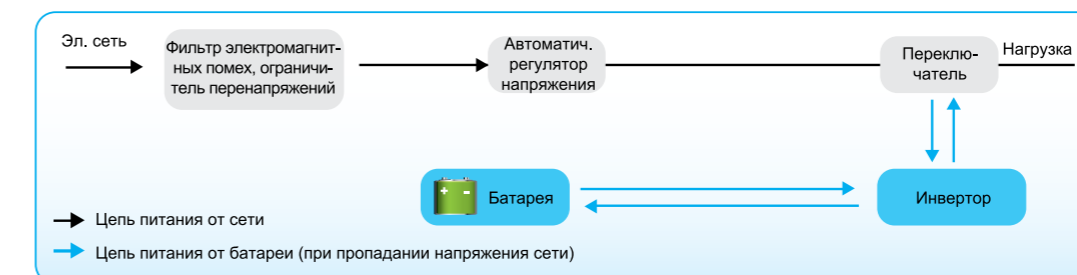 Эл. сеть
Фильтр электромагнит-
ных помех, ограничи-
тель перенапряжений
Автоматич.
регулятор
напряжения
Переклю-
чатель
Нагрузка
+ -
Батарея
Инвертор
Цепь питания от сети
Цепь питания от батареи (при пропадании напряжения сети)